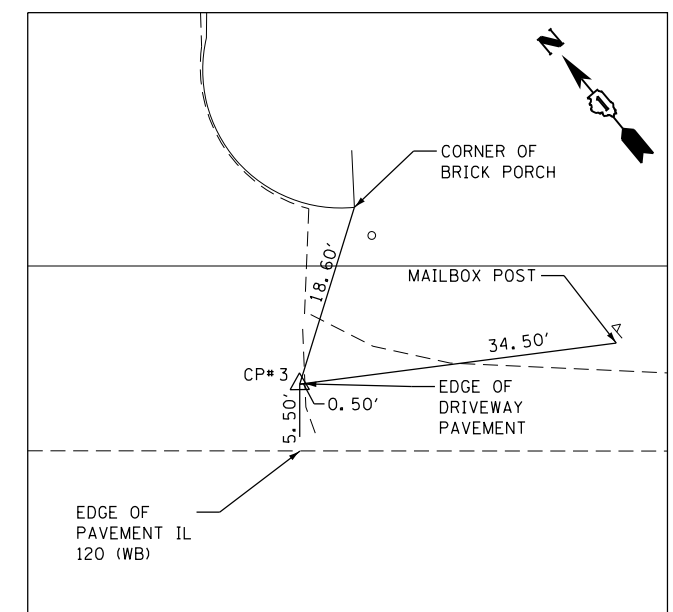 N
1
CORNER OF
BRICK PORCH
18.60'
MAILBOX POST
34.50'
CP#3
0.50'
5.50'
EDGE OF
DRIVEWAY
PAVEMENT
EDGE OF
PAVEMENT IL
120 (WB)